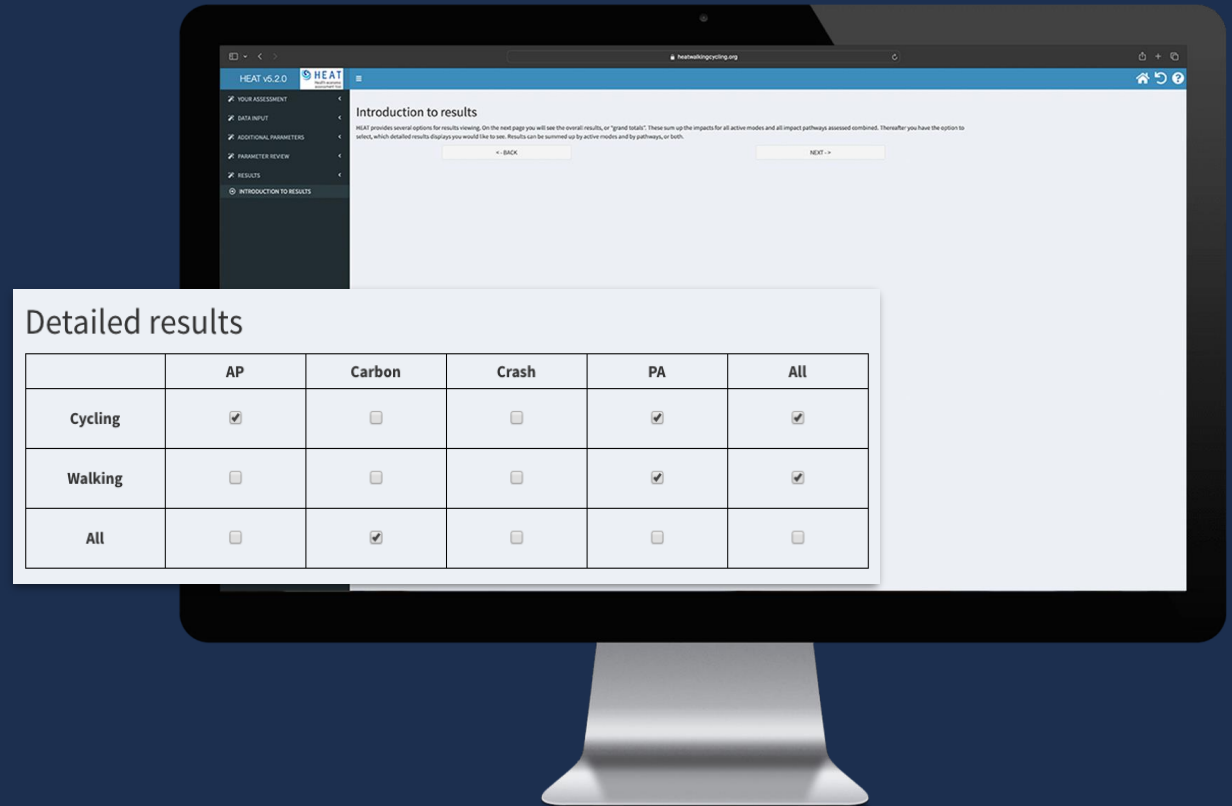 heatwalkingcycling.org
HEAT v5.2.0
HEAT
YOUR ASSESSMENT
DATA INPUT
ADDITIONAL PARAMETERS
PARAMETER REVIEW
RESULTS
INTRODUCTION TO RESULTS
Introduction to results
HEAT provides several options for results viewing. On the next page you will see the overall results, or "grand totals". These sum up the impacts for all active modes and all impact pathways assessed combined. Thereafter you have the option to
select, which detailed results displays you would like to see. Results can be summed up by active modes and by pathways, or both.
<- BACK NEXT ->
Detailed results
AP Carbon Crash PA All
Cycling
Walking
All